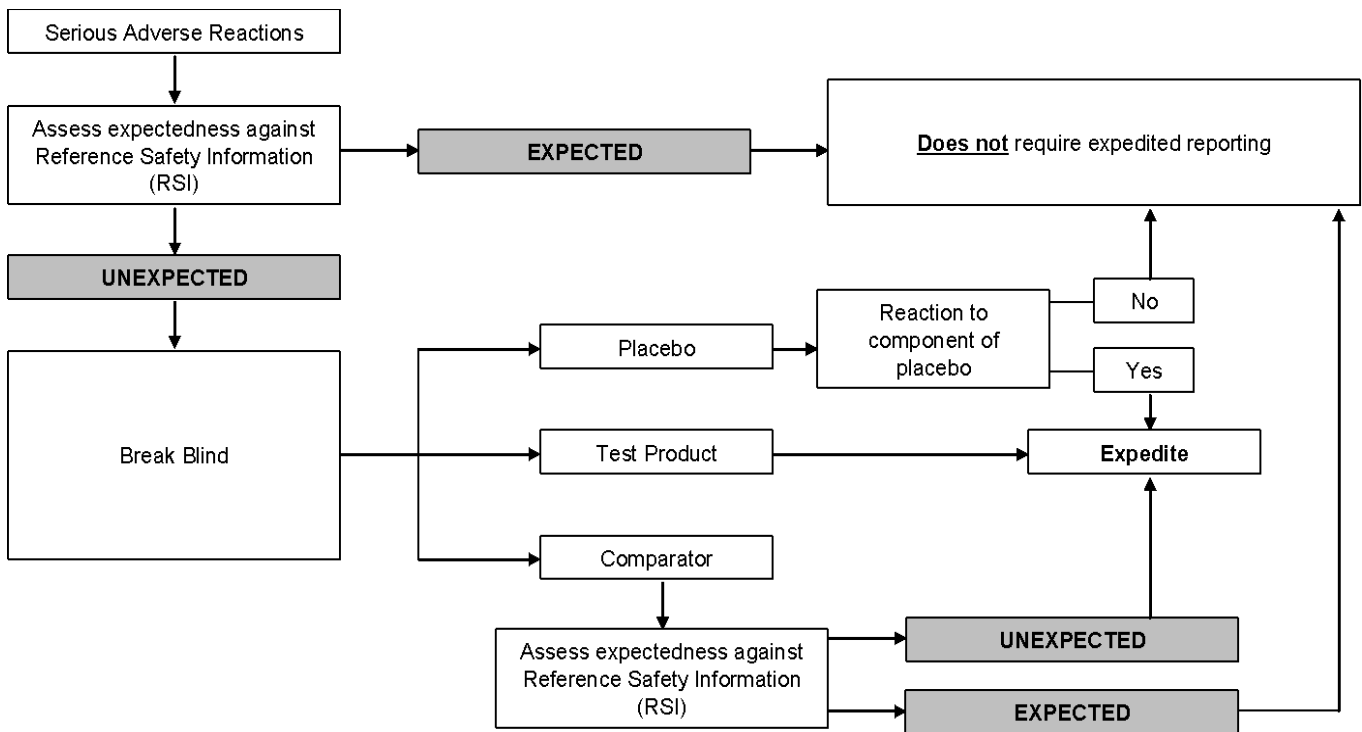 Serious Adverse Reactions
Assess expectedness against
Reference Safety Information
(RSI)
EXPECTED
Does not require expedited reporting
UNEXPECTED
Break Blind
Placebo
Reaction to
component of
placebo
No
Yes
Test Product
Expedite
Comparator
Assess expectedness against
Reference Safety Information
(RSI)
UNEXPECTED
EXPECTED